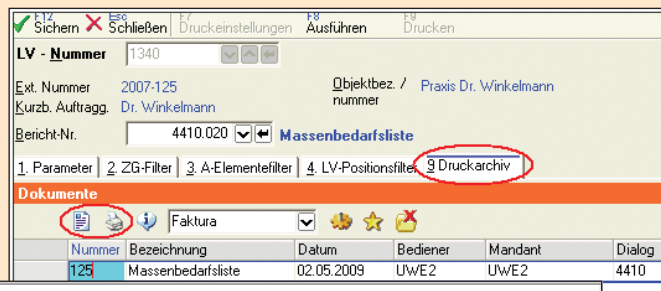 F12 Sichern Esc Schließen F7 Druckeinstellungen F8 Ausführen F9 Drucken
LV - Nummer 1340
Ext. Nummer 2007-125 Objektbez. / nummer Praxis Dr. Winkelmann
Kurzb. Auftragg. Dr. Winkelmann
Bericht-Nr. 4410.020 Massenbedarfsliste
1. Parameter 2. ZG-Filter 3. A-Elementefilter 4. LV-Positionsfilter 9 Druckarchiv
Dokumente
Faktura
Nummer Bezeichnung Datum Bediener Mandant Dialog
125 Massenbedarfsliste 02.05.2009 UWE2 UWE2 4410